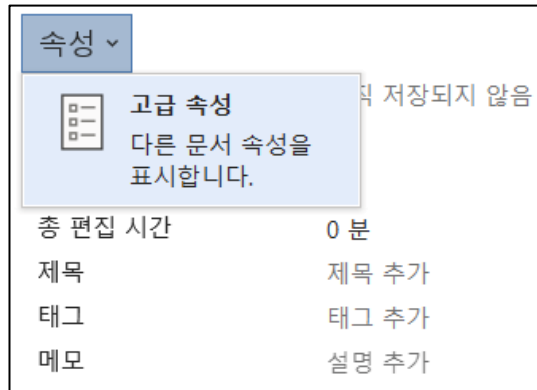 속성
고급 속성
다른 문서 속성을
표시합니다.
저장되지 않음
총 편집 시간 0 분
제목 제목 추가
태그 태그 추가
메모 설명 추가